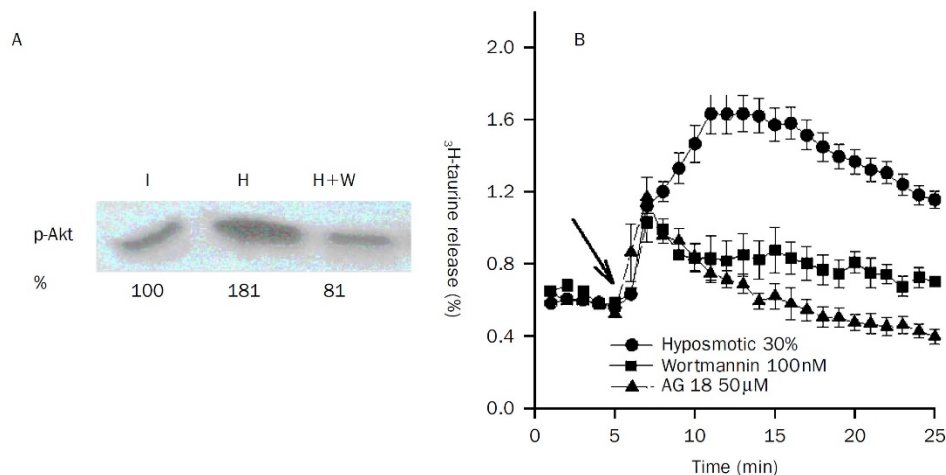 A
I H H+W
p-Akt
% 100 181 81
B
³H-taurine release (%)
2.0
1.6
1.2
0.8
0.4
0.0
Hyposmotic 30%
Wortmannin 100nM
AG 18 50μM
0 5 10 15 20 25
Time (min)